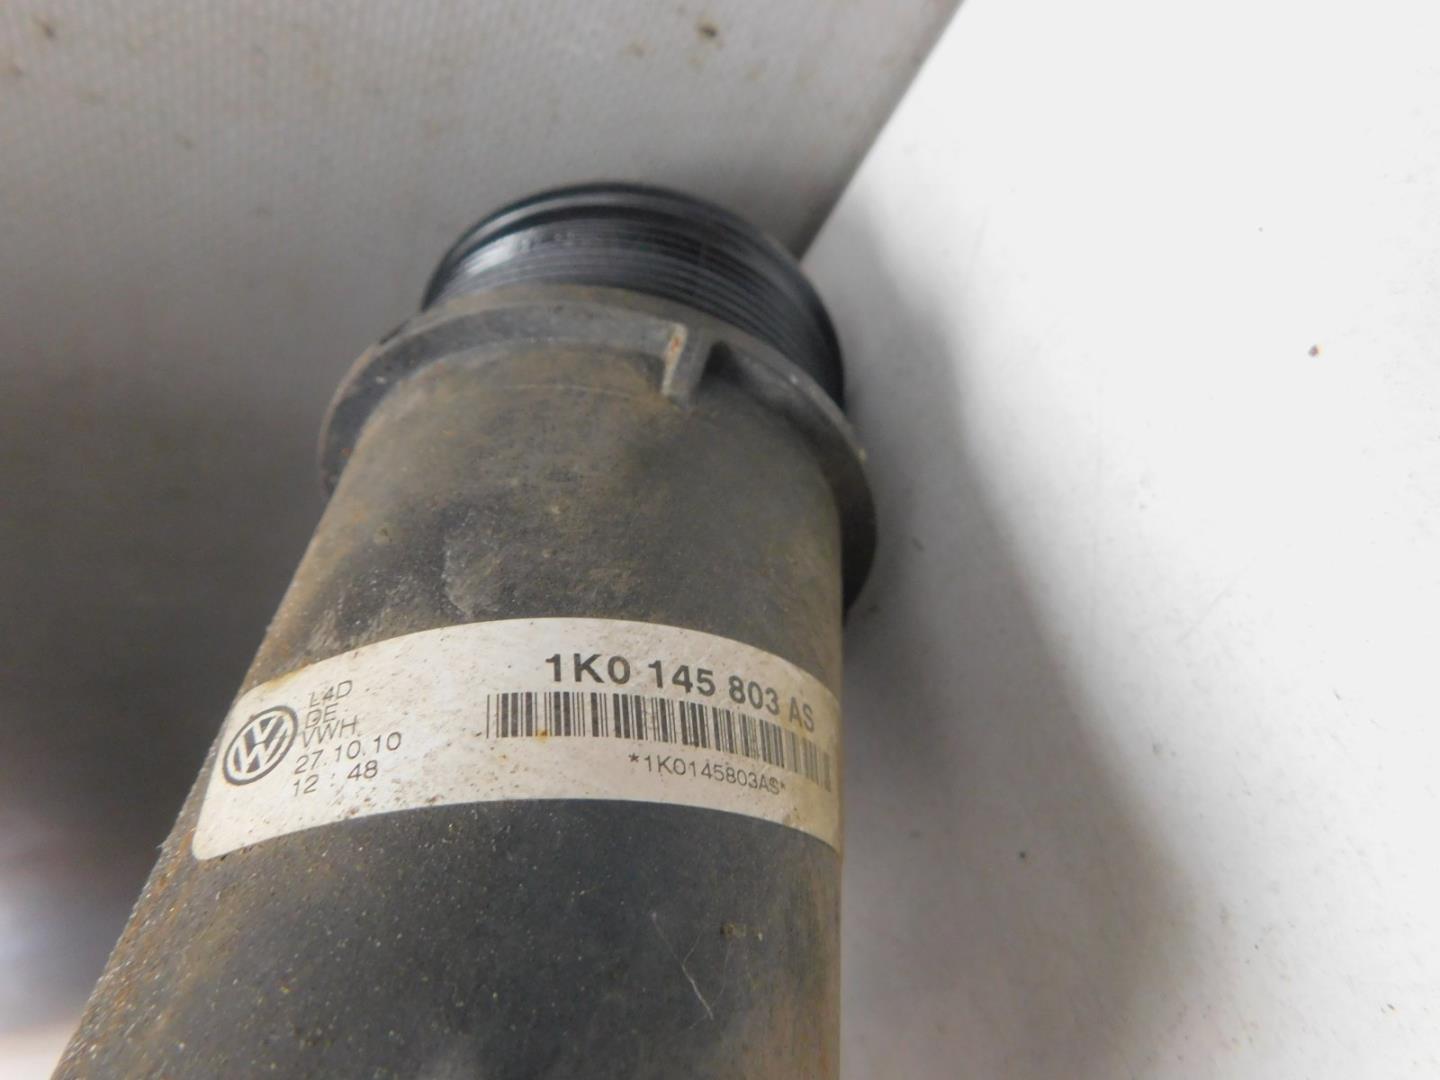 1K0 145 803 AS
*1K0145803AS*
L4D
DE
VWH
27.10.10
12 : 48